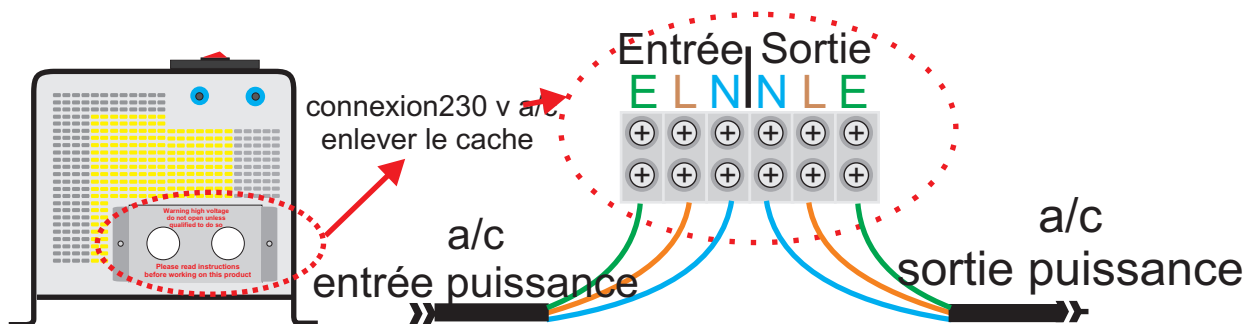 Warning high voltage
do not open unless
qualified to do so
Please read instructions
before working on this product
connexion230 v a/c
enlever le cache
Entrée Sortie
E L N N L E
a/c
entrée puissance
a/c
sortie puissance